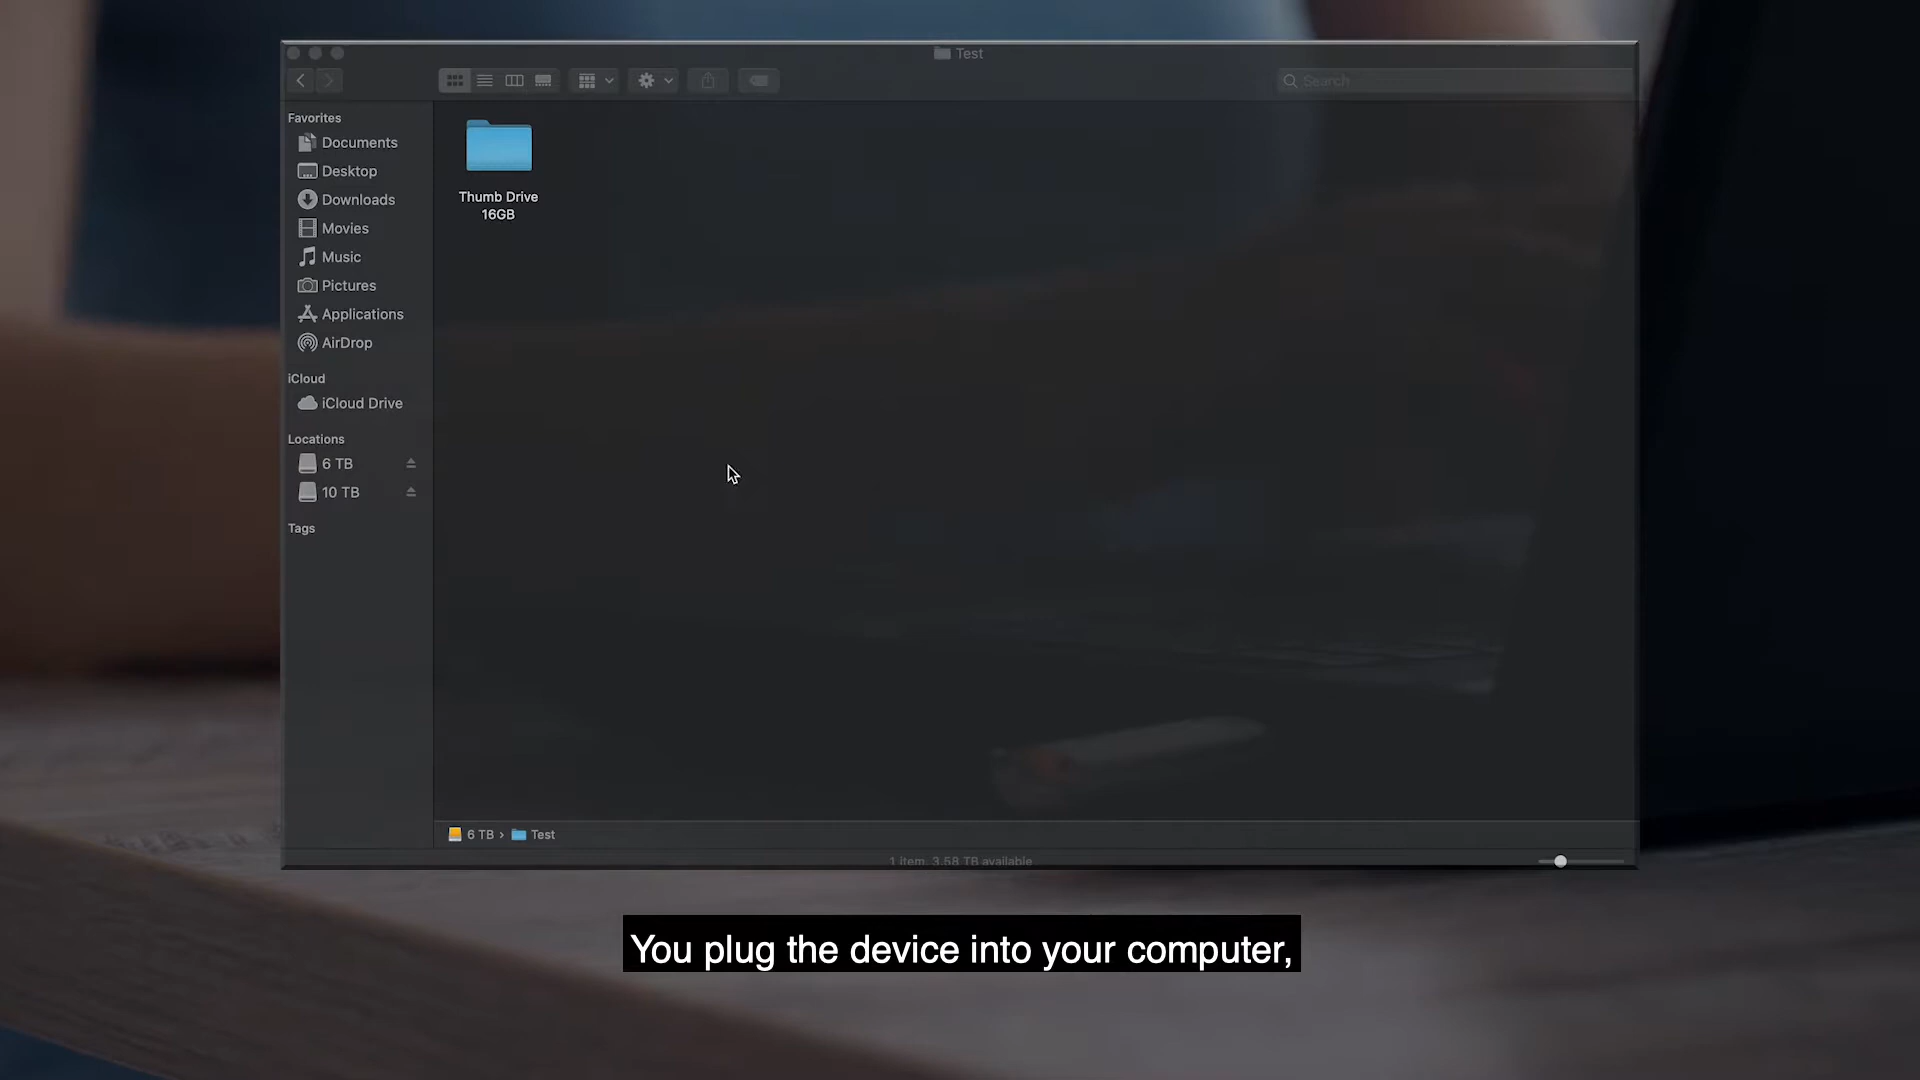 Test
Search
Favorites
Documents
Desktop
Downloads
Movies
Music
Pictures
Applications
AirDrop
iCloud
iCloud Drive
Locations
6 TB
10 TB
Tags
Thumb Drive
16GB
6 TB › Test
1 item, 3.58 TB available
You plug the device into your computer,